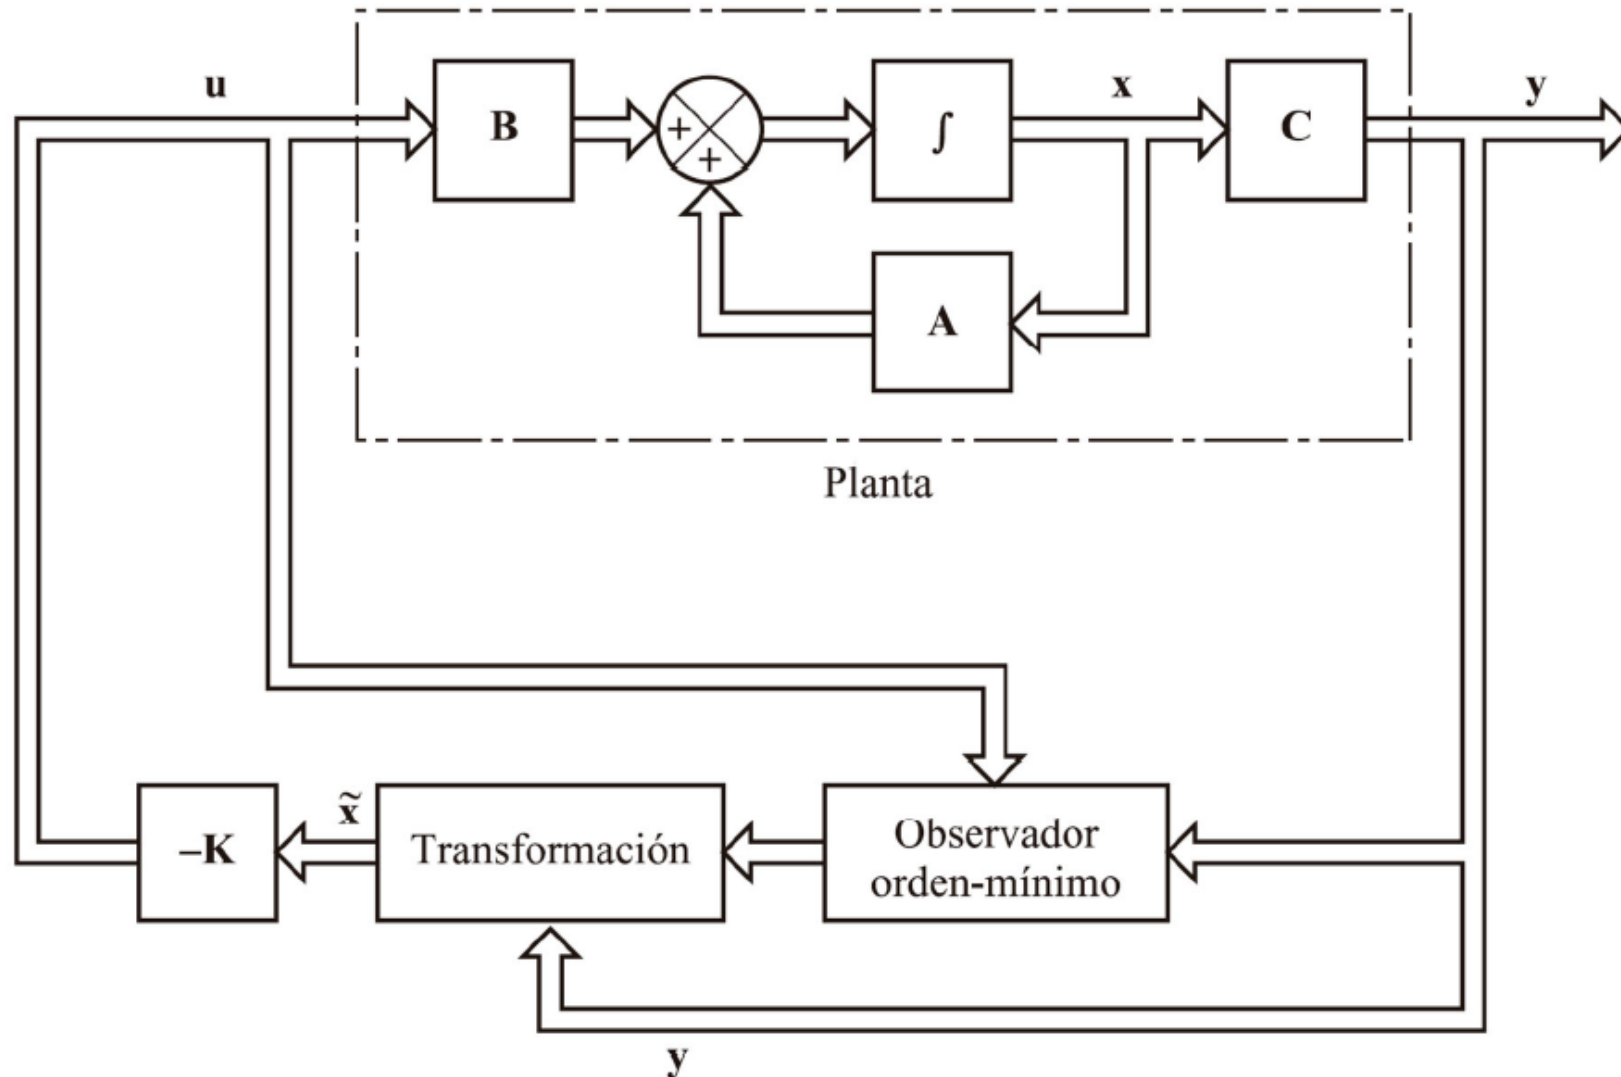 u
B
+
+
∫
x
C
y
A
Planta
–K
x̃
Transformación
Observador
orden-mínimo
y